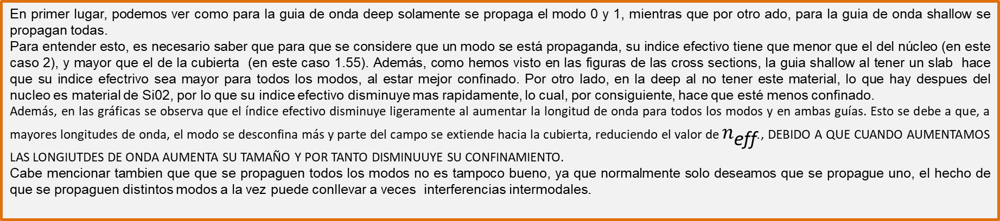 En primer lugar, podemos ver como para la guia de onda deep solamente se propaga el modo 0 y 1, mientras que por otro ado, para la guia de onda shallow se
propagan todas.
Para entender esto, es necesario saber que para que se considere que un modo se está propaganda, su indice efectivo tiene que menor que el del núcleo (en este
caso 2), y mayor que el de la cubierta (en este caso 1.55). Además, como hemos visto en las figuras de las cross sections, la guia shallow al tener un slab hace
que su indice efectrivo sea mayor para todos los modos, al estar mejor confinado. Por otro lado, en la deep al no tener este material, lo que hay despues del
nucleo es material de Si02, por lo que su indice efectivo disminuye mas rapidamente, lo cual, por consiguiente, hace que esté menos confinado.
Además, en las gráficas se observa que el índice efectivo disminuye ligeramente al aumentar la longitud de onda para todos los modos y en ambas guías. Esto se debe a que, a
mayores longitudes de onda, el modo se desconfina más y parte del campo se extiende hacia la cubierta, reduciendo el valor de n_eff., DEBIDO A QUE CUANDO AUMENTAMOS
LAS LONGIUTDES DE ONDA AUMENTA SU TAMAÑO Y POR TANTO DISMINUUYE SU CONFINAMIENTO.
Cabe mencionar tambien que que se propaguen todos los modos no es tampoco bueno, ya que normalmente solo deseamos que se propague uno, el hecho de
que se propaguen distintos modos a la vez puede conllevar a veces interferencias intermodales.